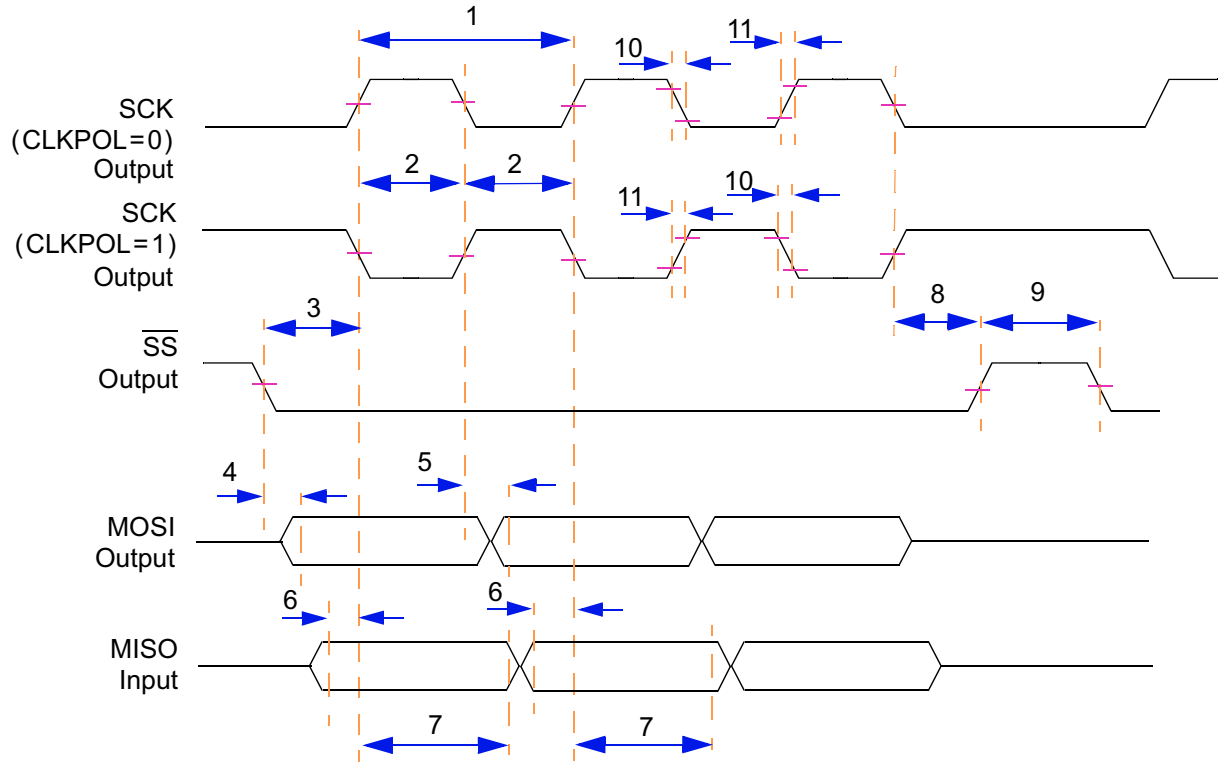 1
10
11
SCK
(CLKPOL=0)
Output
2
2
SCK
(CLKPOL=1)
Output
11
10
3
8
9
SS
Output
4
5
MOSI
Output
6
6
MISO
Input
7
7